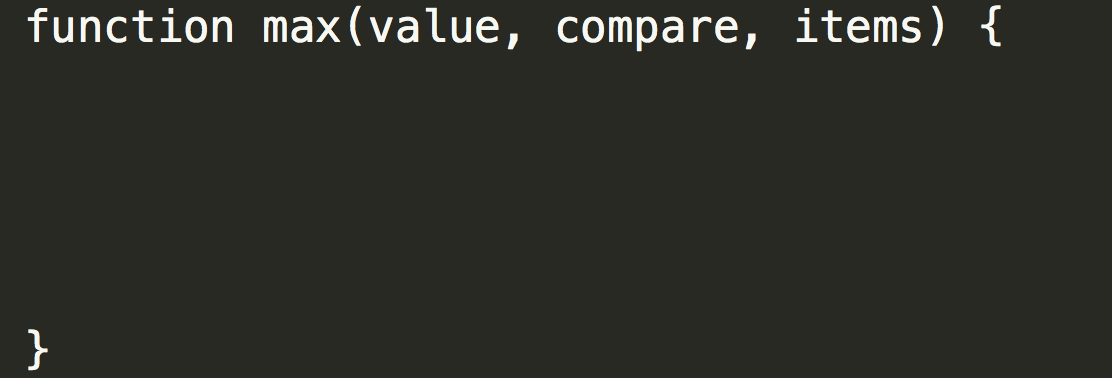 function max(value, compare, items) {
}